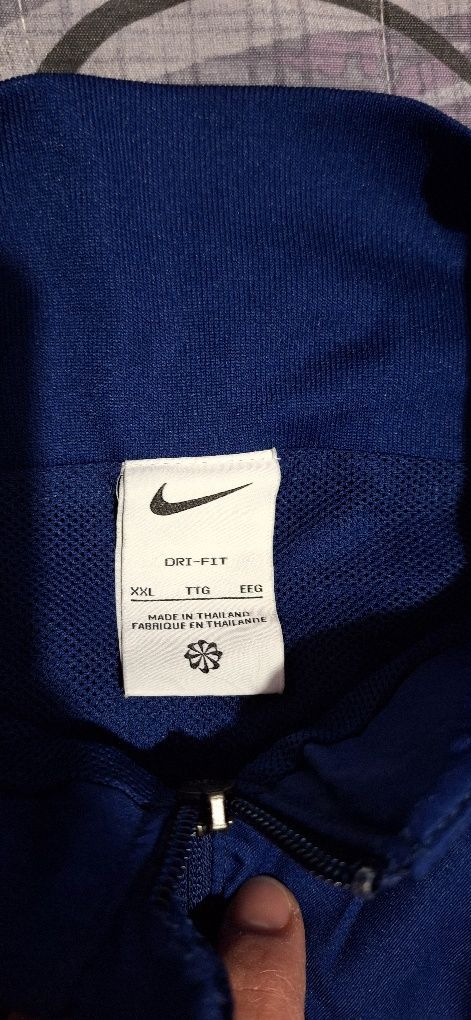 DRI-FIT
XXL TTG EEG
MADE IN THAILAND
FABRIQUE EN THAILANDE